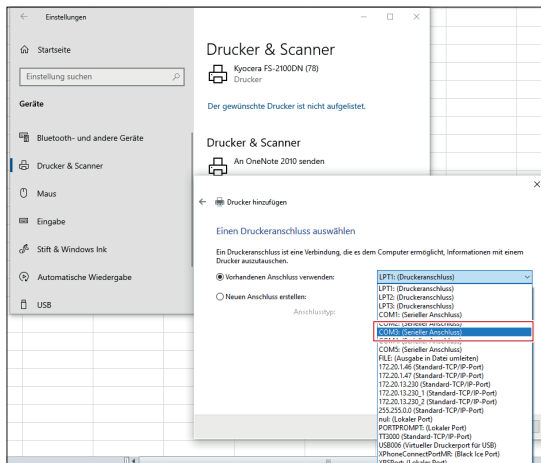 Einstellungen
Startseite
Einstellung suchen
Geräte
Bluetooth- und andere Geräte
Drucker & Scanner
Maus
Eingabe
Stift & Windows Ink
Automatische Wiedergabe
USB
Drucker & Scanner
Kyocera FS-2100DN (78)
Drucker
Der gewünschte Drucker ist nicht aufgelistet.
Drucker & Scanner
An OneNote 2010 senden
Drucker hinzufügen
Einen Druckeranschluss auswählen
Ein Druckeranschluss ist eine Verbindung, die es dem Computer ermöglicht, Informationen mit einem
Drucker auszutauschen.
Vorhandenen Anschluss verwenden:
LPT1: (Druckeranschluss)
Neuen Anschluss erstellen:
Anschlusstyp:
LPT1: (Druckeranschluss)
LPT2: (Druckeranschluss)
LPT3: (Druckeranschluss)
COM1: (Serieller Anschluss)
COM2: (Serieller Anschluss)
COM3: (Serieller Anschluss)
COM5: (Serieller Anschluss)
FILE: (Ausgabe in Datei umleiten)
172.20.1.46 (Standard-TCP/IP-Port)
172.20.1.47 (Standard-TCP/IP-Port)
172.20.13.230 (Standard-TCP/IP-Port)
172.20.13.230_1 (Standard-TCP/IP-Port)
172.20.13.230_2 (Standard-TCP/IP-Port)
255.255.0.0 (Standard-TCP/IP-Port)
nul: (Lokaler Port)
PORTPROMPT: (Lokaler Port)
TT3000 (Standard-TCP/IP-Port)
USB006 (Virtueller Druckerport für USB)
XPhoneConnectPortMR: (Black Ice Port)
XPSPort: (Lokaler Port)